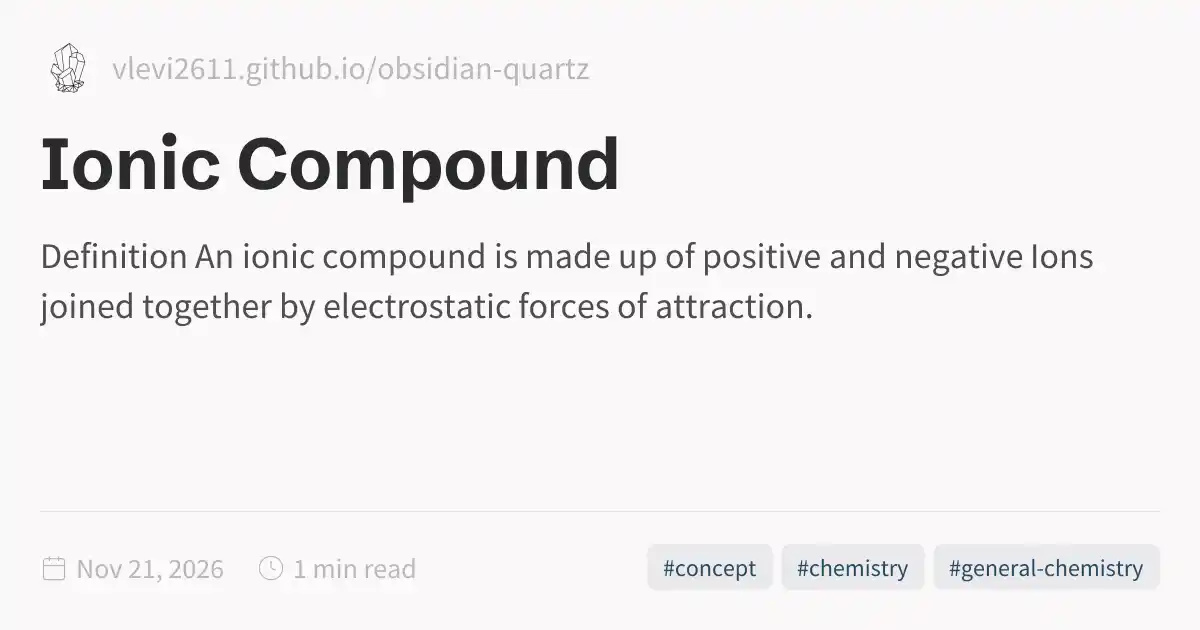 vlevi2611.github.io/obsidian-quartz
Ionic Compound
Definition An ionic compound is made up of positive and negative Ions
joined together by electrostatic forces of attraction.
Nov 21, 2026 1 min read #concept #chemistry #general-chemistry